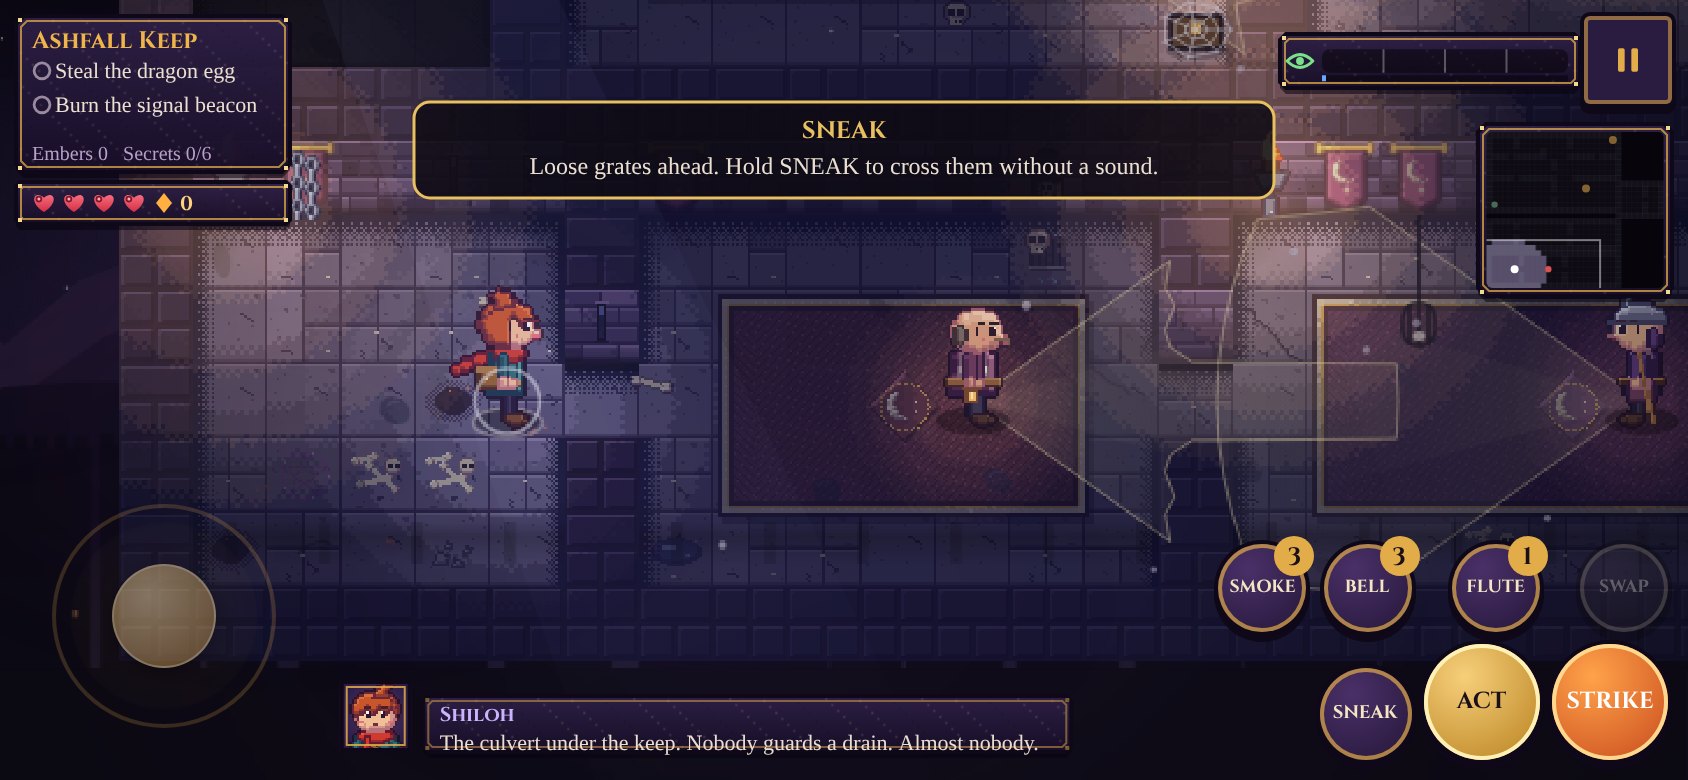 Ashfall Keep
Steal the dragon egg
Burn the signal beacon
Embers 0 Secrets 0/6
0
SNEAK
Loose grates ahead. Hold SNEAK to cross them without a sound.
3
3
1
SMOKE
BELL
FLUTE
SWAP
SNEAK
ACT
STRIKE
Shiloh
The culvert under the keep. Nobody guards a drain. Almost nobody.